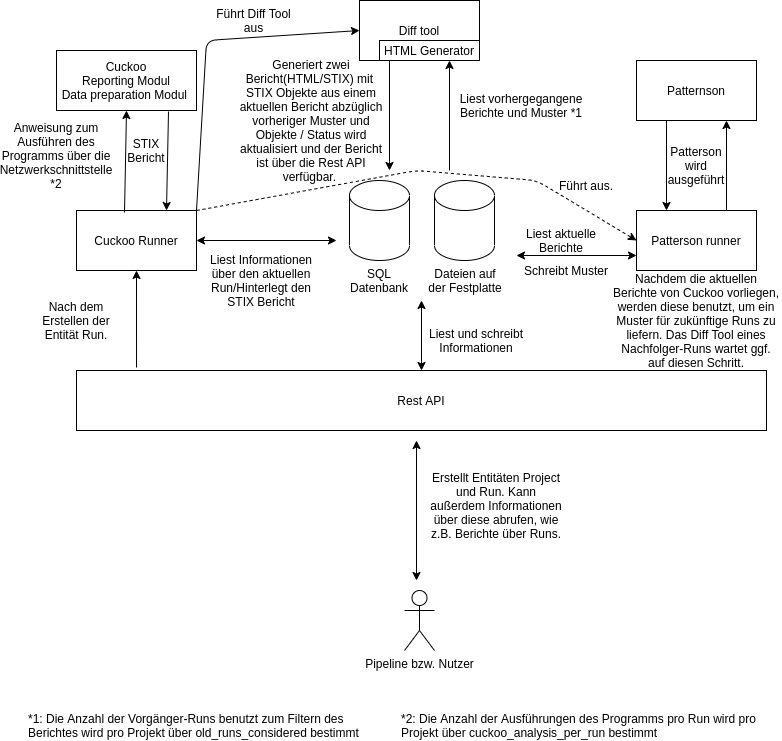 Führt Diff Tool
aus
Diff tool
HTML Generator
Cuckoo
Reporting Modul
Data preparation Modul
Generiert zwei
Bericht(HTML/STIX) mit
STIX Objekte aus einem
aktuellen Bericht abzüglich
vorheriger Muster und
Objekte / Status wird
aktualisiert und der Bericht
ist über die Rest API
verfügbar.
Liest vorhergegangene
Berichte und Muster *1
Patternson
Anweisung zum
Ausführen des
Programms über die
Netzwerkschnittstelle
*2
STIX
Bericht
Patterson
wird
ausgeführt
Führt aus.
Cuckoo Runner
Liest Informationen
über den aktuellen
Run/Hinterlegt den
STIX Bericht
SQL
Datenbank
Dateien auf
der Festplatte
Liest aktuelle
Berichte
Schreibt Muster
Patterson runner
Nachdem die aktuellen
Berichte von Cuckoo vorliegen,
werden diese benutzt, um ein
Muster für zukünftige Runs zu
liefern. Das Diff Tool eines
Nachfolger-Runs wartet ggf.
auf diesen Schritt.
Nach dem
Erstellen der
Entität Run.
Liest und schreibt
Informationen
Rest API
Erstellt Entitäten Project
und Run. Kann
außerdem Informationen
über diese abrufen, wie
z.B. Berichte über Runs.
Pipeline bzw. Nutzer
*1: Die Anzahl der Vorgänger-Runs benutzt zum Filtern des
Berichtes wird pro Projekt über old_runs_considered bestimmt
*2: Die Anzahl der Ausführungen des Programms pro Run wird pro
Projekt über cuckoo_analysis_per_run bestimmt